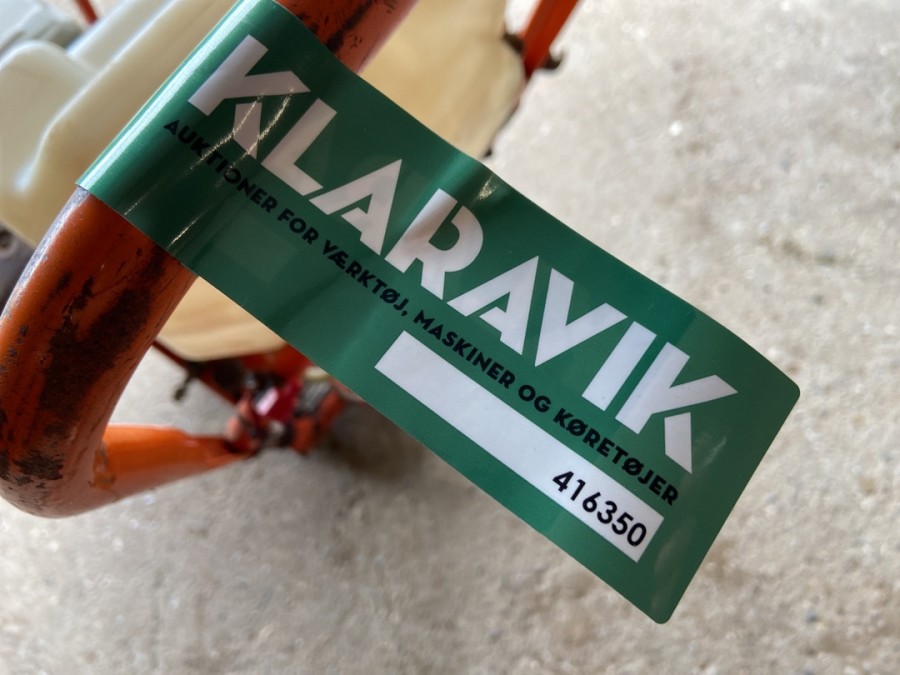 KLARAVIK
AUKTIONER FOR VÆRKTØJ, MASKINER OG KØRETØJER
416350